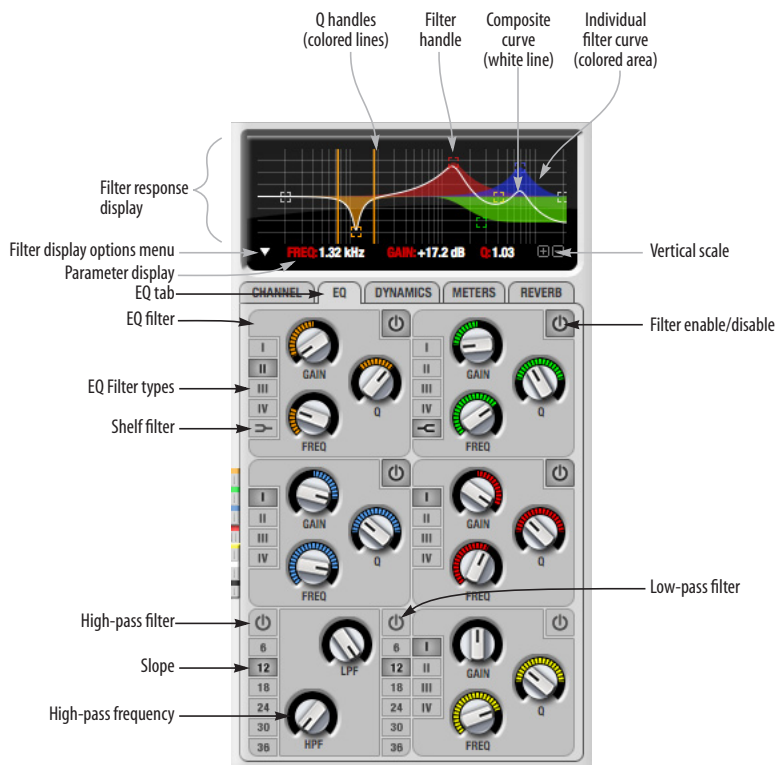 Q handles
(colored lines)
Filter
handle
Composite
curve
(white line)
Individual
filter curve
(colored area)
Filter response
display
Filter display options menu
FREQ: 1.32 kHz GAIN: +17.2 dB Q: 1.03
Vertical scale
Parameter display
EQ tab
CHANNEL EQ DYNAMICS METERS REVERB
EQ filter
Filter enable/disable
EQ Filter types
Shelf filter
I
II
III
IV
GAIN
Q
FREQ
I
II
III
IV
GAIN
Q
FREQ
I
II
III
IV
GAIN
Q
FREQ
I
II
III
IV
GAIN
Q
FREQ
Low-pass filter
High-pass filter
Slope
High-pass frequency
6
12
18
24
30
36
LPF
HPF
6
12
18
24
30
36
I
II
III
IV
GAIN
Q
FREQ